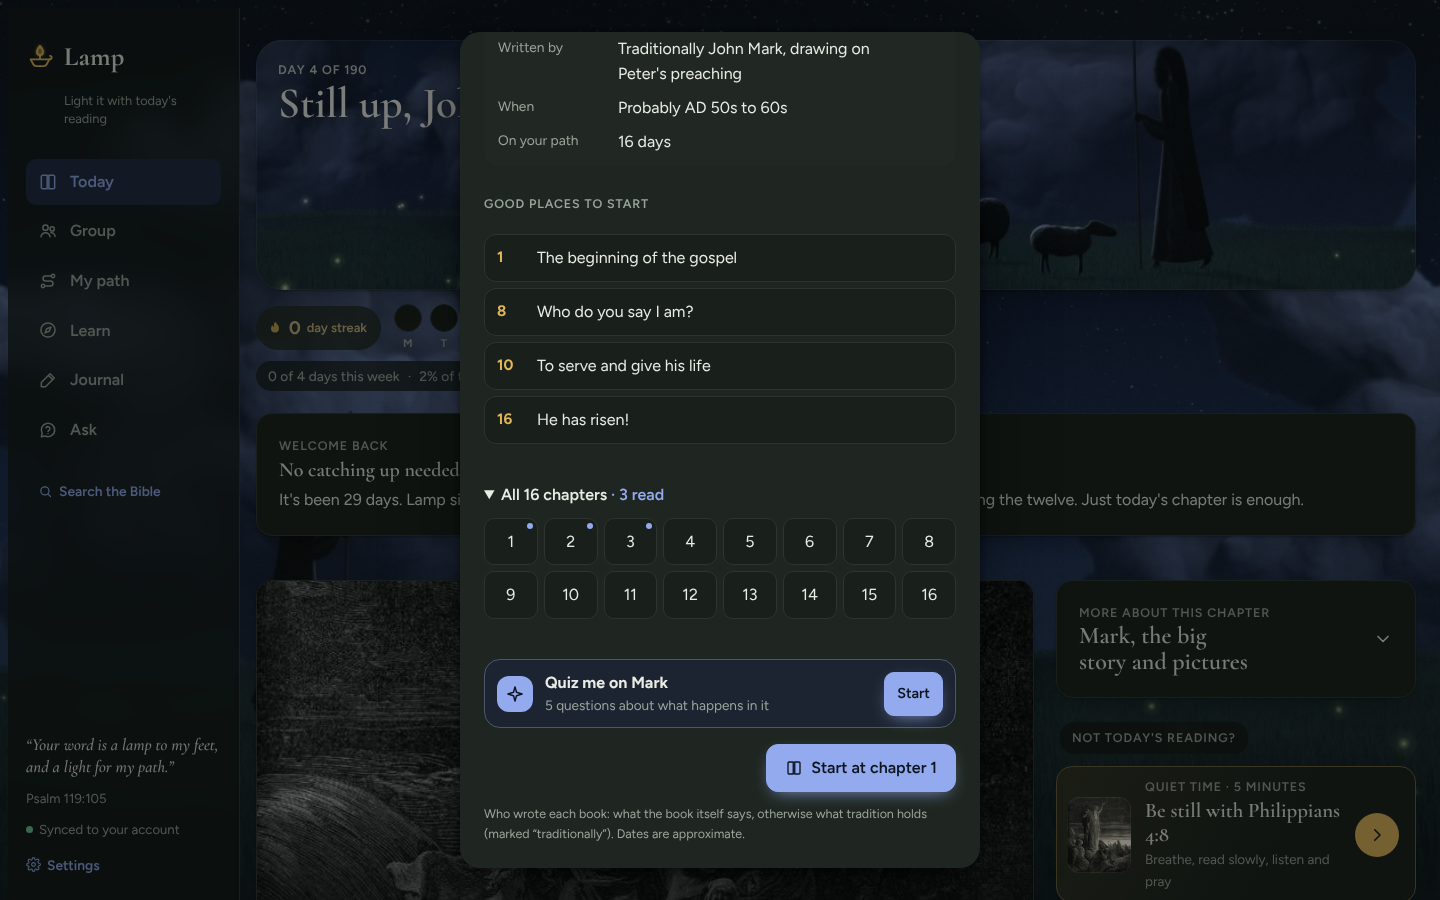 Lamp
Light it with today's
reading
Today
Group
My path
Learn
Journal
Ask
Search the Bible
“Your word is a lamp to my feet,
and a light for my path.”
Psalm 119:105
Synced to your account
Settings
DAY 4 OF 190
Still up, Jo
0 day streak
M T
0 of 4 days this week · 2% of
WELCOME BACK
No catching up needed
It's been 29 days. Lamp
ng the twelve. Just today's chapter is enough.
Written by
Traditionally John Mark, drawing on
Peter's preaching
When
Probably AD 50s to 60s
On your path
16 days
GOOD PLACES TO START
1 The beginning of the gospel
8 Who do you say I am?
10 To serve and give his life
16 He has risen!
▼ All 16 chapters · 3 read
1 2 3 4 5 6 7 8
9 10 11 12 13 14 15 16
Quiz me on Mark
5 questions about what happens in it
Start
Start at chapter 1
Who wrote each book: what the book itself says, otherwise what tradition holds
(marked “traditionally”). Dates are approximate.
MORE ABOUT THIS CHAPTER
Mark, the big
story and pictures
NOT TODAY'S READING?
QUIET TIME · 5 MINUTES
Be still with Philippians
4:8
Breathe, read slowly, listen and
pray